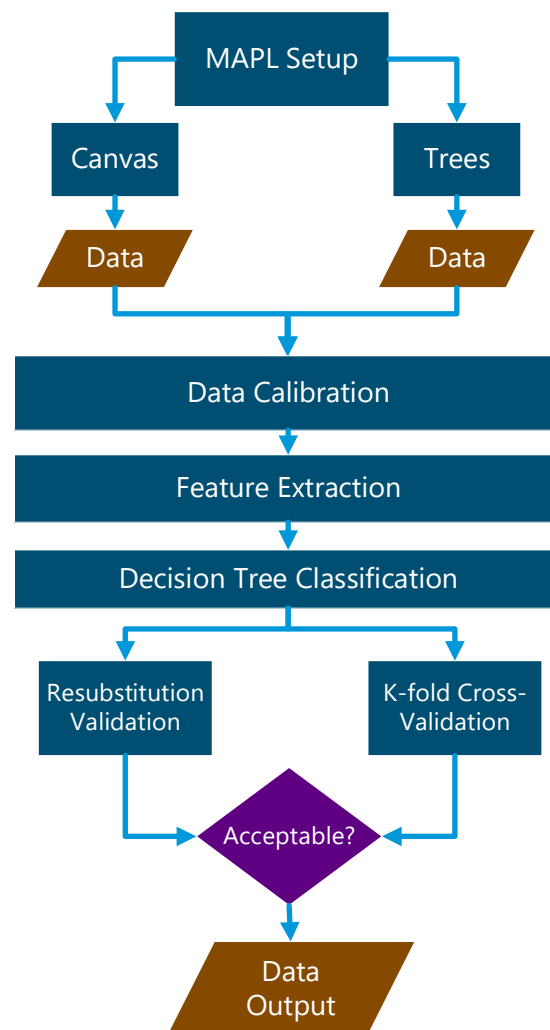 MAPL Setup
Canvas
Trees
Data
Data
Data Calibration
Feature Extraction
Decision Tree Classification
Resubstitution
Validation
K-fold Cross-
Validation
Acceptable?
Data
Output